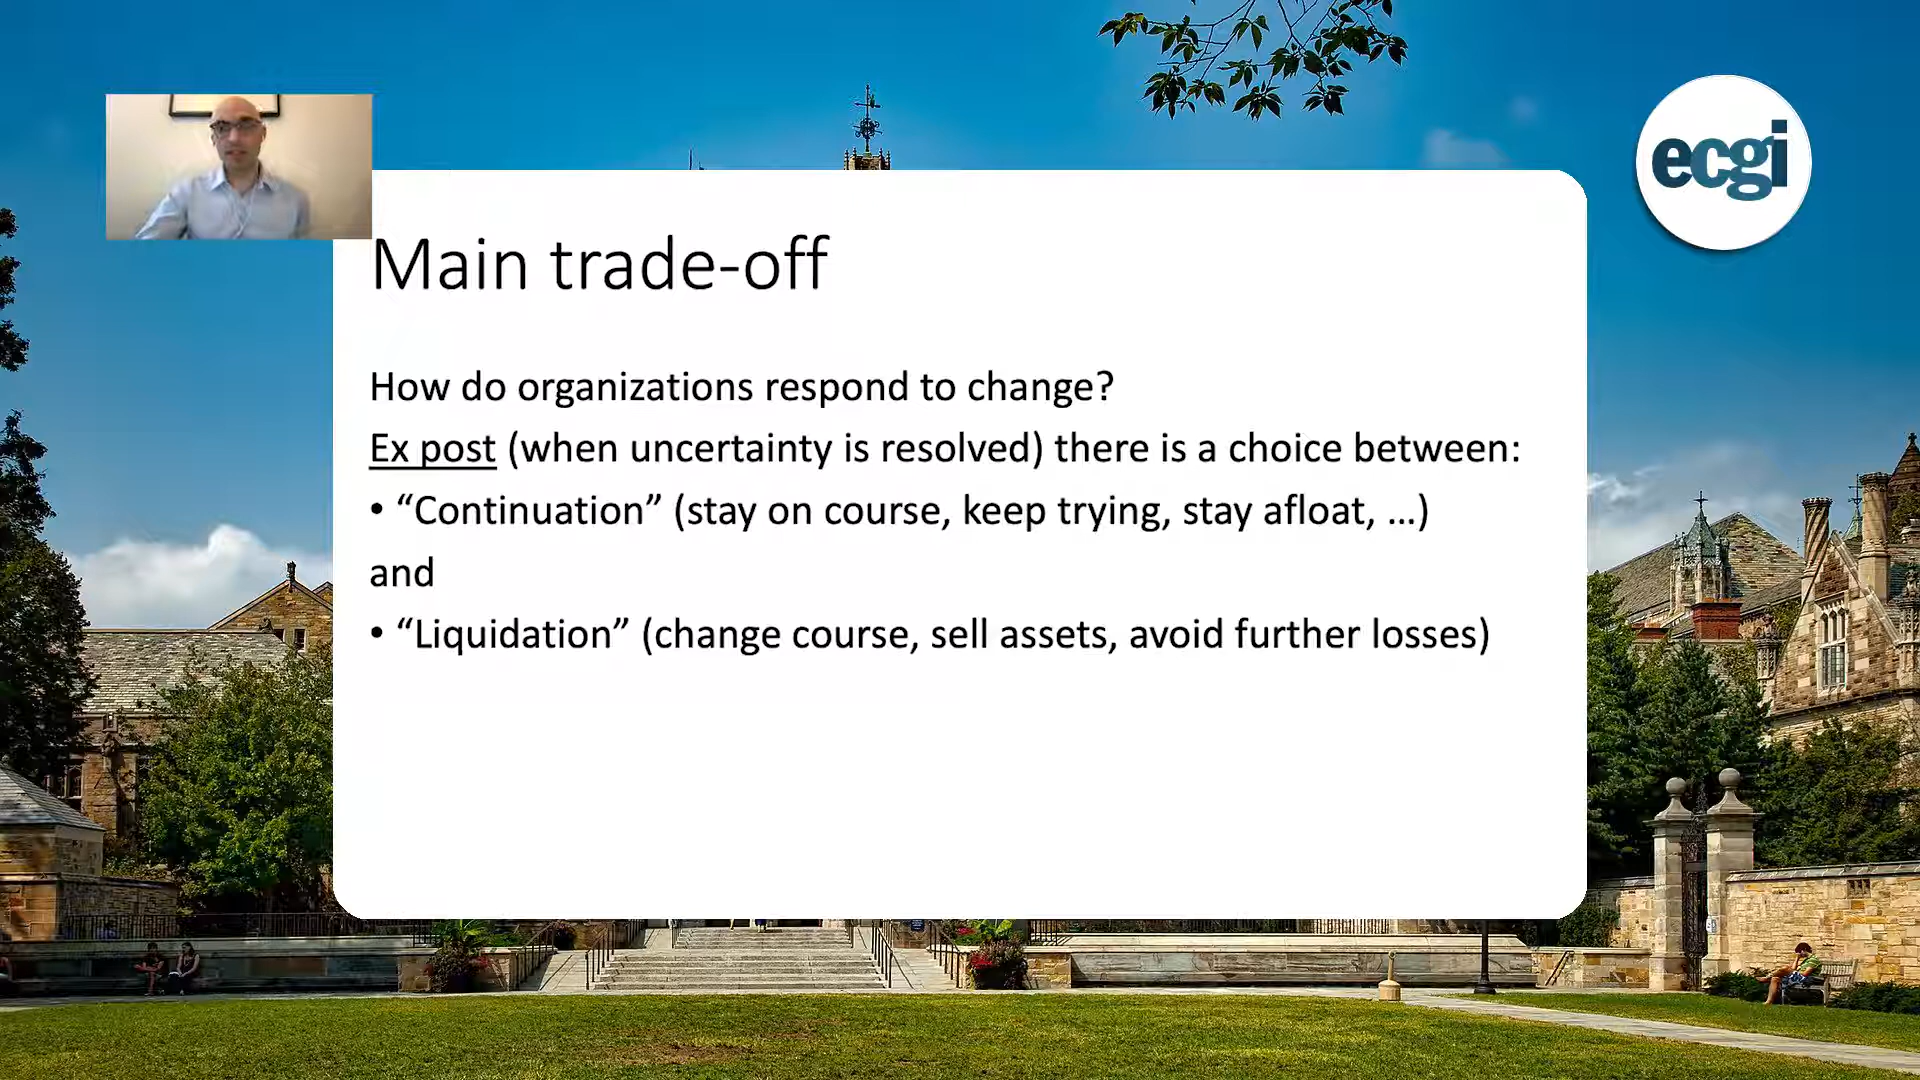 ecgi
Main trade-off
How do organizations respond to change?
Ex post (when uncertainty is resolved) there is a choice between:
• “Continuation” (stay on course, keep trying, stay afloat, ...)
and
• “Liquidation” (change course, sell assets, avoid further losses)